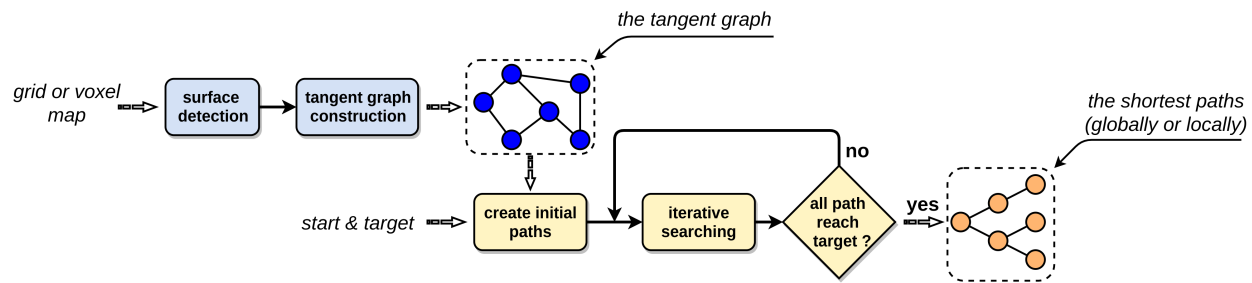 the tangent graph
grid or voxel
map
surface
detection
tangent graph
construction
the shortest paths
(globally or locally)
no
start & target
create initial
paths
iterative
searching
all path
reach
target ?
yes